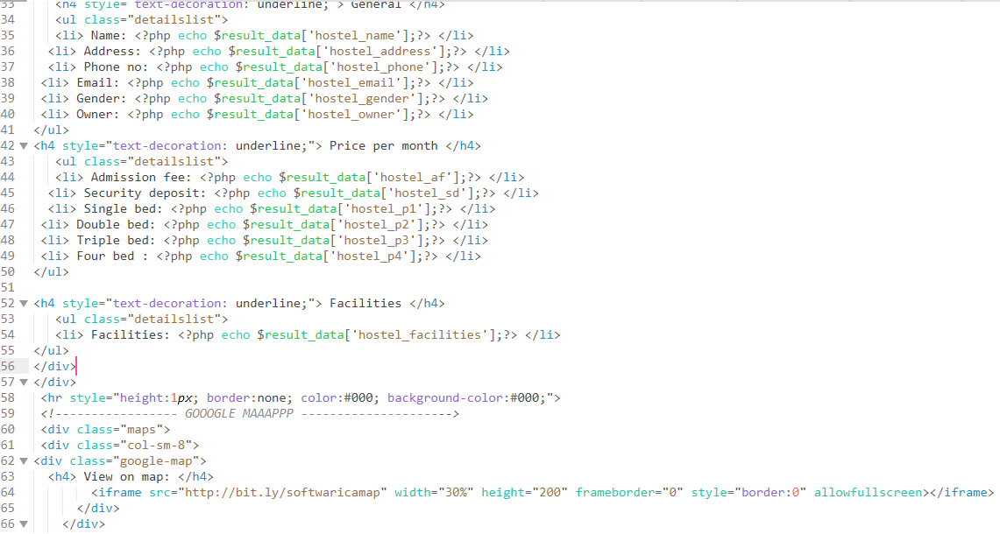 33 <h4 style="text-decoration: underline;"> General </h4>
34 <ul class="detailslist">
35 <li> Name: <?php echo $result_data['hostel_name'];?> </li>
36 <li> Address: <?php echo $result_data['hostel_address'];?> </li>
37 <li> Phone no: <?php echo $result_data['hostel_phone'];?> </li>
38 <li> Email: <?php echo $result_data['hostel_email'];?> </li>
39 <li> Gender: <?php echo $result_data['hostel_gender'];?> </li>
40 <li> Owner: <?php echo $result_data['hostel_owner'];?> </li>
41 </ul>
42 <h4 style="text-decoration: underline;"> Price per month </h4>
43 <ul class="detailslist">
44 <li> Admission fee: <?php echo $result_data['hostel_af'];?> </li>
45 <li> Security deposit: <?php echo $result_data['hostel_sd'];?> </li>
46 <li> Single bed: <?php echo $result_data['hostel_p1'];?> </li>
47 <li> Double bed: <?php echo $result_data['hostel_p2'];?> </li>
48 <li> Triple bed: <?php echo $result_data['hostel_p3'];?> </li>
49 <li> Four bed : <?php echo $result_data['hostel_p4'];?> </li>
50 </ul>
51
52 <h4 style="text-decoration: underline;"> Facilities </h4>
53 <ul class="detailslist">
54 <li> Facilities: <?php echo $result_data['hostel_facilities'];?> </li>
55 </ul>
56 </div>
57 </div>
58 <hr style="height:1px; border:none; color:#000; background-color:#000;">
59 <!----------------- GOOOGLE MAAAPPP --------------------->
60 <div class="maps">
61 <div class="col-sm-8">
62 <div class="google-map">
63 <h4> View on map: </h4>
64 <iframe src="http://bit.ly/softwaricamap" width="30%" height="200" frameborder="0" style="border:0" allowfullscreen></iframe>
65 </div>
66 </div>